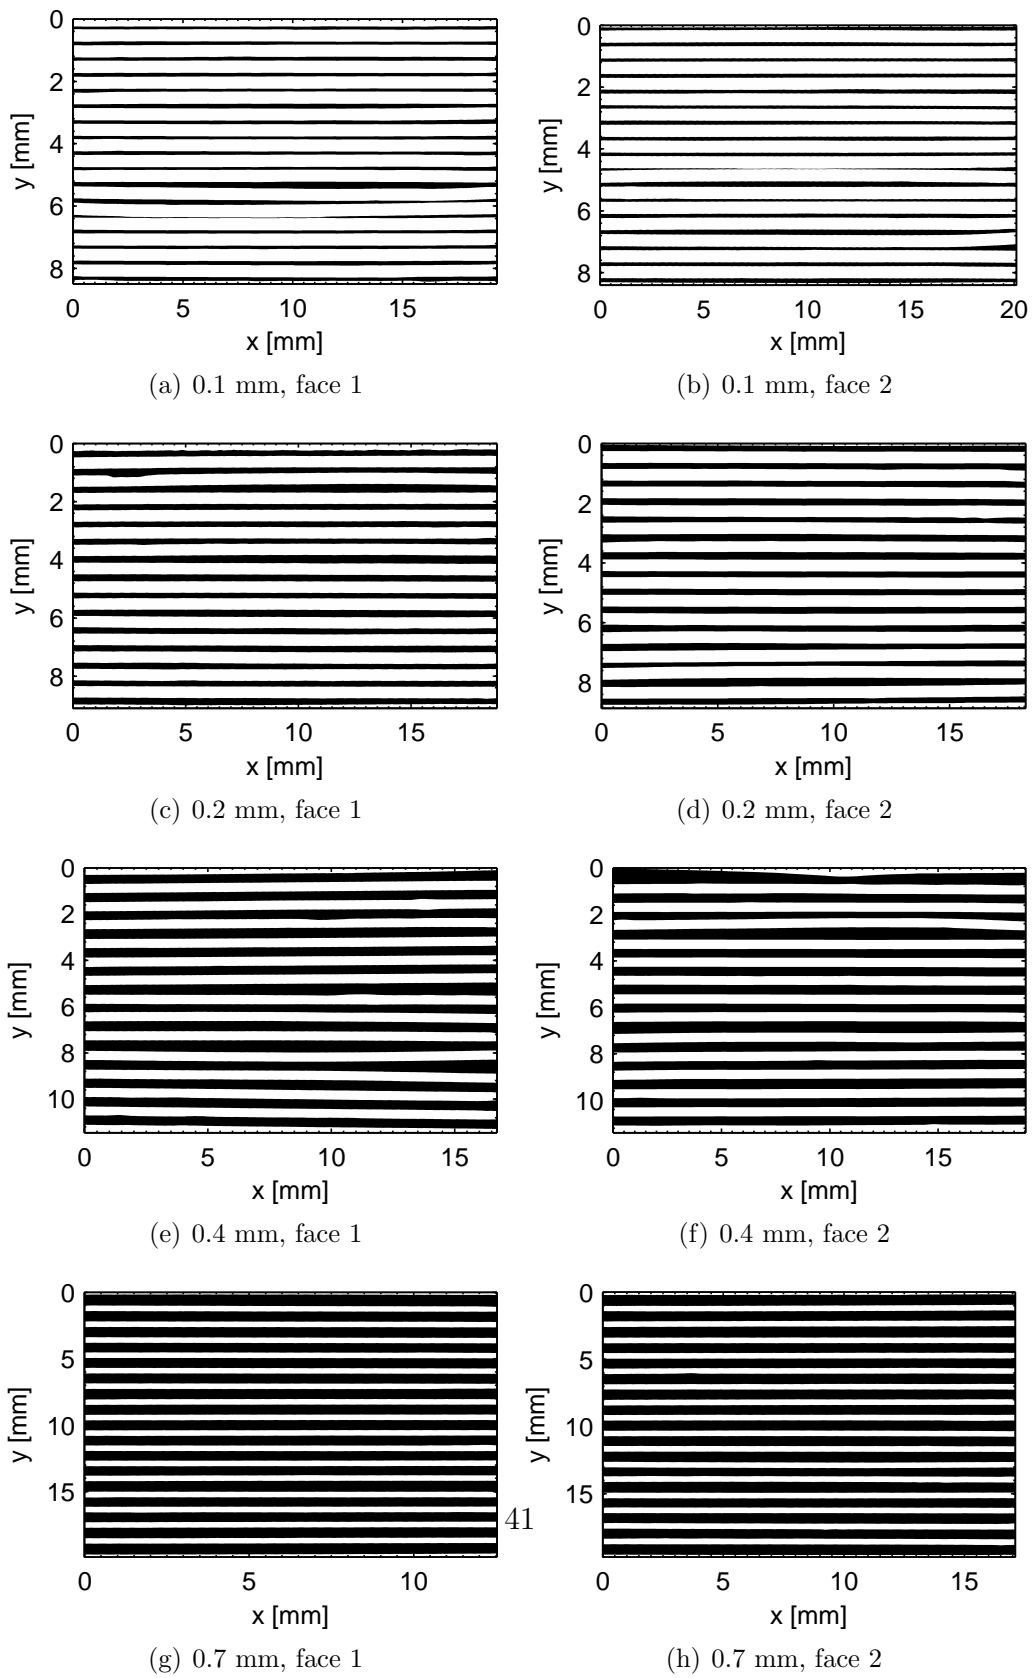 0
2
4
6
8
y [mm]
0 5 10 15
x [mm]
(a) 0.1 mm, face 1
0
2
4
6
8
y [mm]
0 5 10 15 20
x [mm]
(b) 0.1 mm, face 2
0
2
4
6
8
y [mm]
0 5 10 15
x [mm]
(c) 0.2 mm, face 1
0
2
4
6
8
y [mm]
0 5 10 15
x [mm]
(d) 0.2 mm, face 2
0
2
4
6
8
10
y [mm]
0 5 10 15
x [mm]
(e) 0.4 mm, face 1
0
2
4
6
8
10
y [mm]
0 5 10 15
x [mm]
(f) 0.4 mm, face 2
0
5
10
15
y [mm]
0 5 10
x [mm]
(g) 0.7 mm, face 1
0
5
10
15
y [mm]
0 5 10 15
x [mm]
(h) 0.7 mm, face 2
41